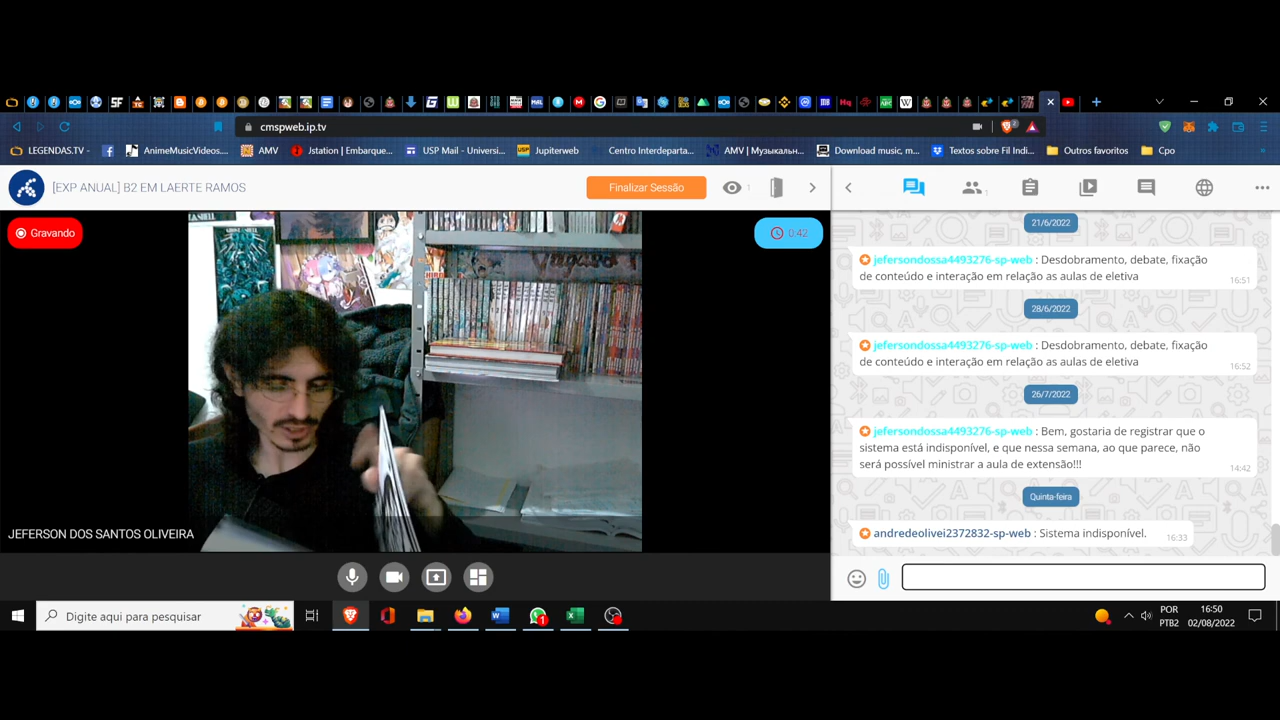 cmspweb.ip.tv
2
LEGENDAS.TV -
AnimeMusicVideos...
AMV
Jstation | Embarque...
USP Mail - Universi...
Jupiterweb
Centro Interdeparta...
AMV | Музыкальн...
Download music, m...
Textos sobre Fil Indi...
Outros favoritos
Cpo
[EXP ANUAL] B2 EM LAERTE RAMOS
Finalizar Sessão
1
1
Gravando
0:42
JEFERSON DOS SANTOS OLIVEIRA
21/6/2022
jefersondossa4493276-sp-web : Desdobramento, debate, fixação
de conteúdo e interação em relação as aulas de eletiva
16:51
28/6/2022
jefersondossa4493276-sp-web : Desdobramento, debate, fixação
de conteúdo e interação em relação as aulas de eletiva
16:52
26/7/2022
jefersondossa4493276-sp-web : Bem, gostaria de registrar que o
sistema está indisponível, e que nessa semana, ao que parece, não
será possível ministrar a aula de extensão!!!
14:42
Quinta-feira
andredeolivei2372832-sp-web : Sistema indisponível.
16:33
Digite aqui para pesquisar
1
POR
PTB2
16:50
02/08/2022